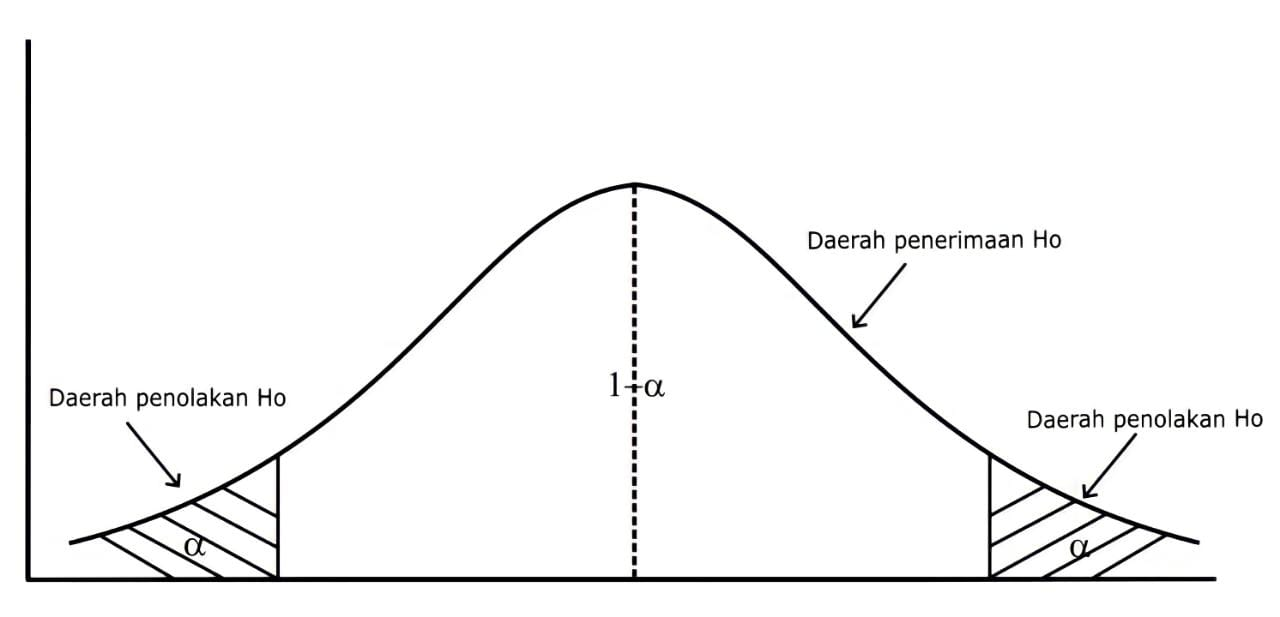 Daerah penerimaan Ho
1-α
Daerah penolakan Ho
Daerah penolakan Ho
α
α